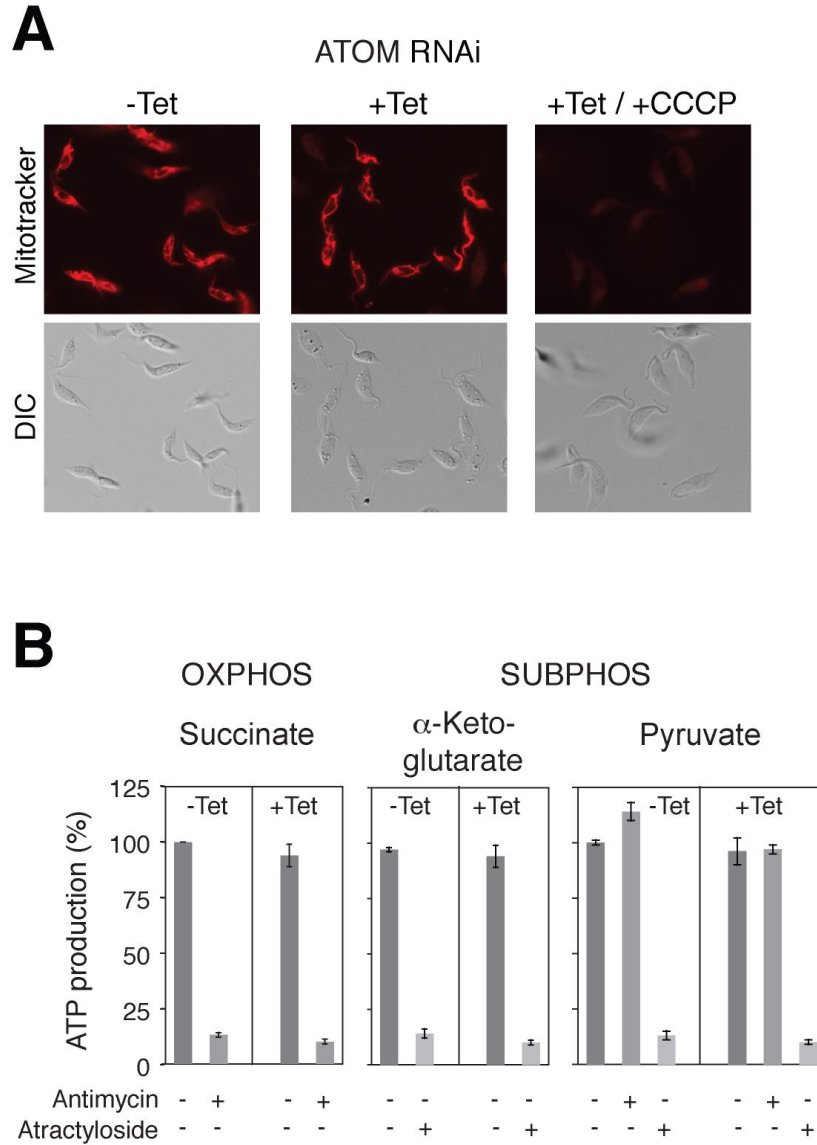 A
ATOM RNAi
-Tet +Tet +Tet / +CCCP
Mitotracker
DIC
B
OXPHOS SUBPHOS
Succinate α-Keto-
glutarate Pyruvate
ATP production (%)
125
100
75
50
25
0
-Tet +Tet -Tet +Tet -Tet +Tet
Antimycin - + - + - - - - - + - - + -
Atractyloside - - - - - + - + - - + - - +